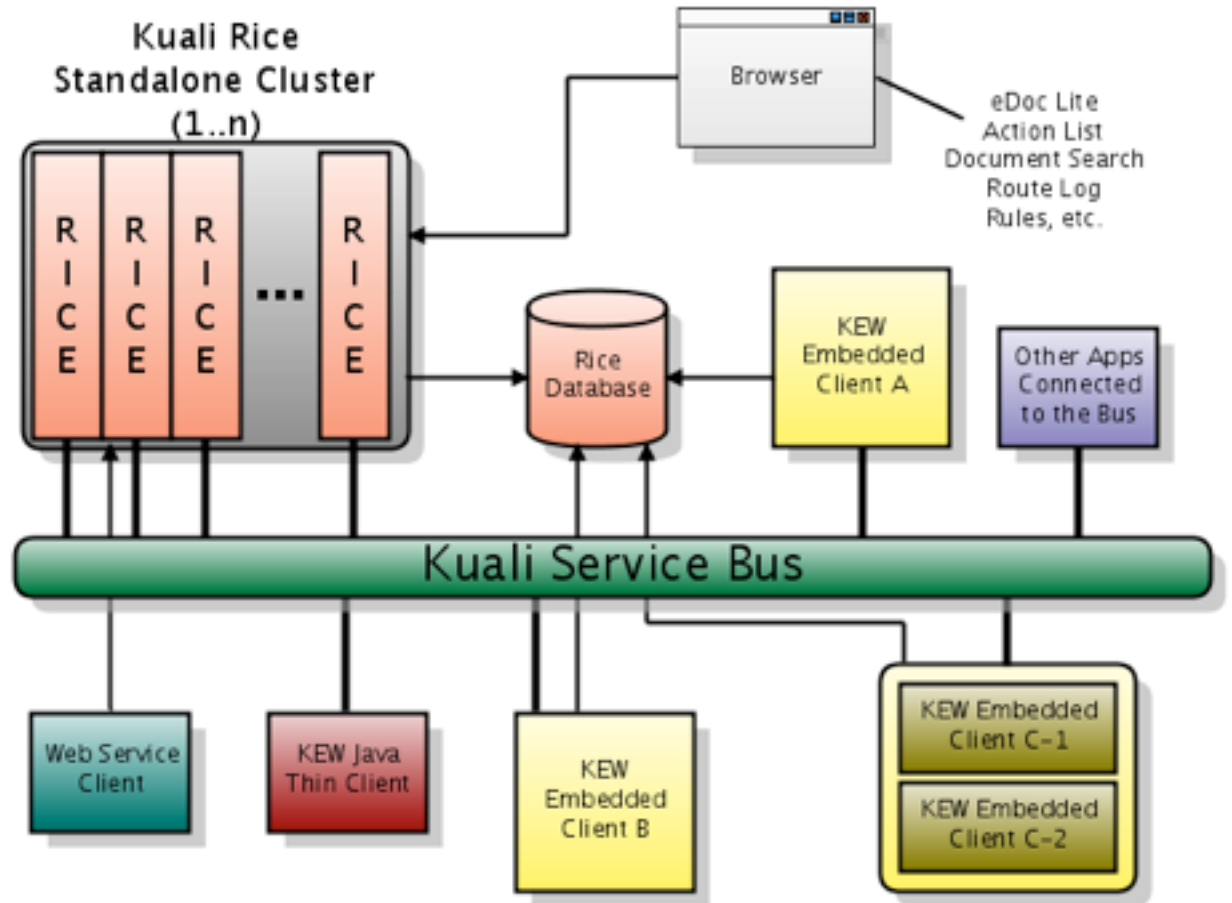 Kuali Rice
Standalone Cluster
(1..n)
Browser
eDoc Lite
Action List
Document Search
Route Log
Rules, etc.
R
I
C
E
R
I
C
E
R
I
C
E
...
R
I
C
E
Rice
Database
KEW
Embedded
Client A
Other Apps
Connected
to the Bus
Kuali Service Bus
Web Service
Client
KEW Java
Thin Client
KEW
Embedded
Client B
KEW Embedded
Client C-1
KEW Embedded
Client C-2